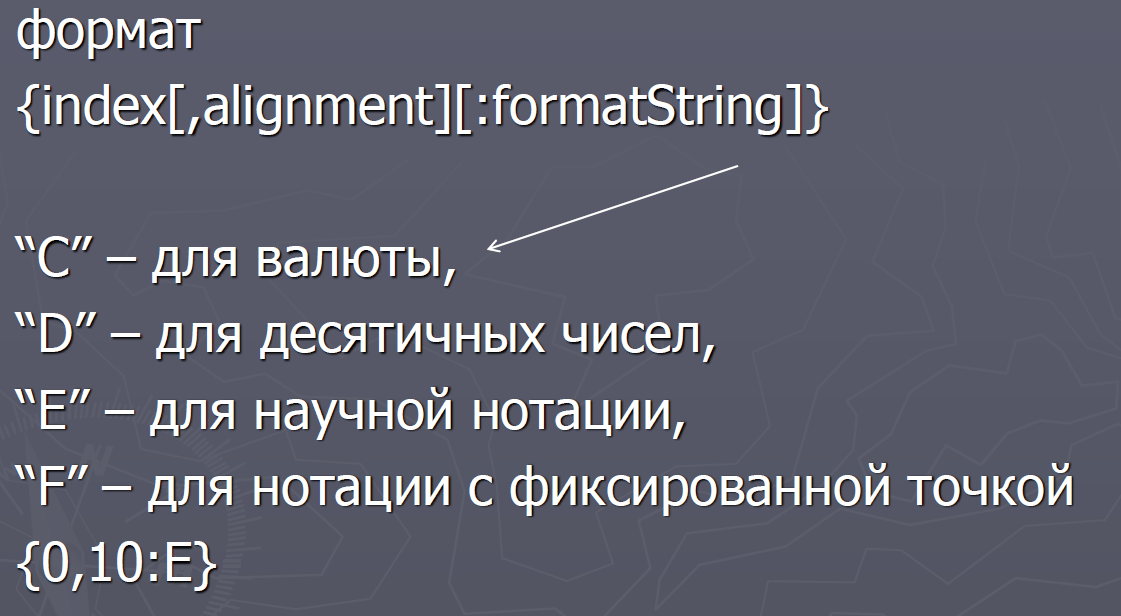 формат
{index[,alignment][:formatString]}
“C” – для валюты,
“D” – для десятичных чисел,
“E” – для научной нотации,
“F” – для нотации с фиксированной точкой
{0,10:E}